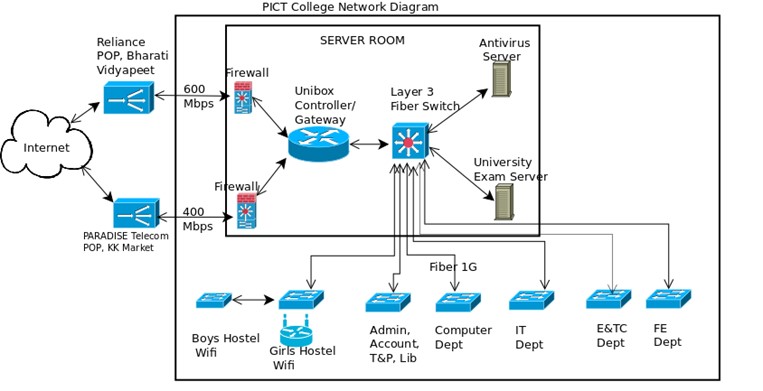 PICT College Network Diagram
SERVER ROOM
Reliance
POP, Bharati
Vidyapeet
Firewall
600
Mbps
Unibox
Controller/
Gateway
Layer 3
Fiber Switch
Antivirus
Server
Internet
University
Exam Server
Firewall
400
Mbps
PARADISE Telecom
POP, KK Market
Fiber 1G
Boys Hostel
Wifi
Girls Hostel
Wifi
Admin,
Account,
T&P, Lib
Computer
Dept
IT
Dept
E&TC
Dept
FE
Dept